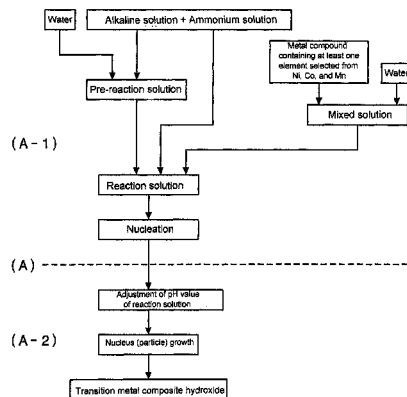 Water
Alkaline solution + Ammonium solution
Metal compound
containing at least one
element selected from
Ni, Co, and Mn
Water
Pre-reaction solution
Mixed solution
(A-1)
Reaction solution
Nucleation
(A)
Adjustment of pH value
of reaction solution
(A-2)
Nucleus (particle) growth
Transition metal composite hydroxide